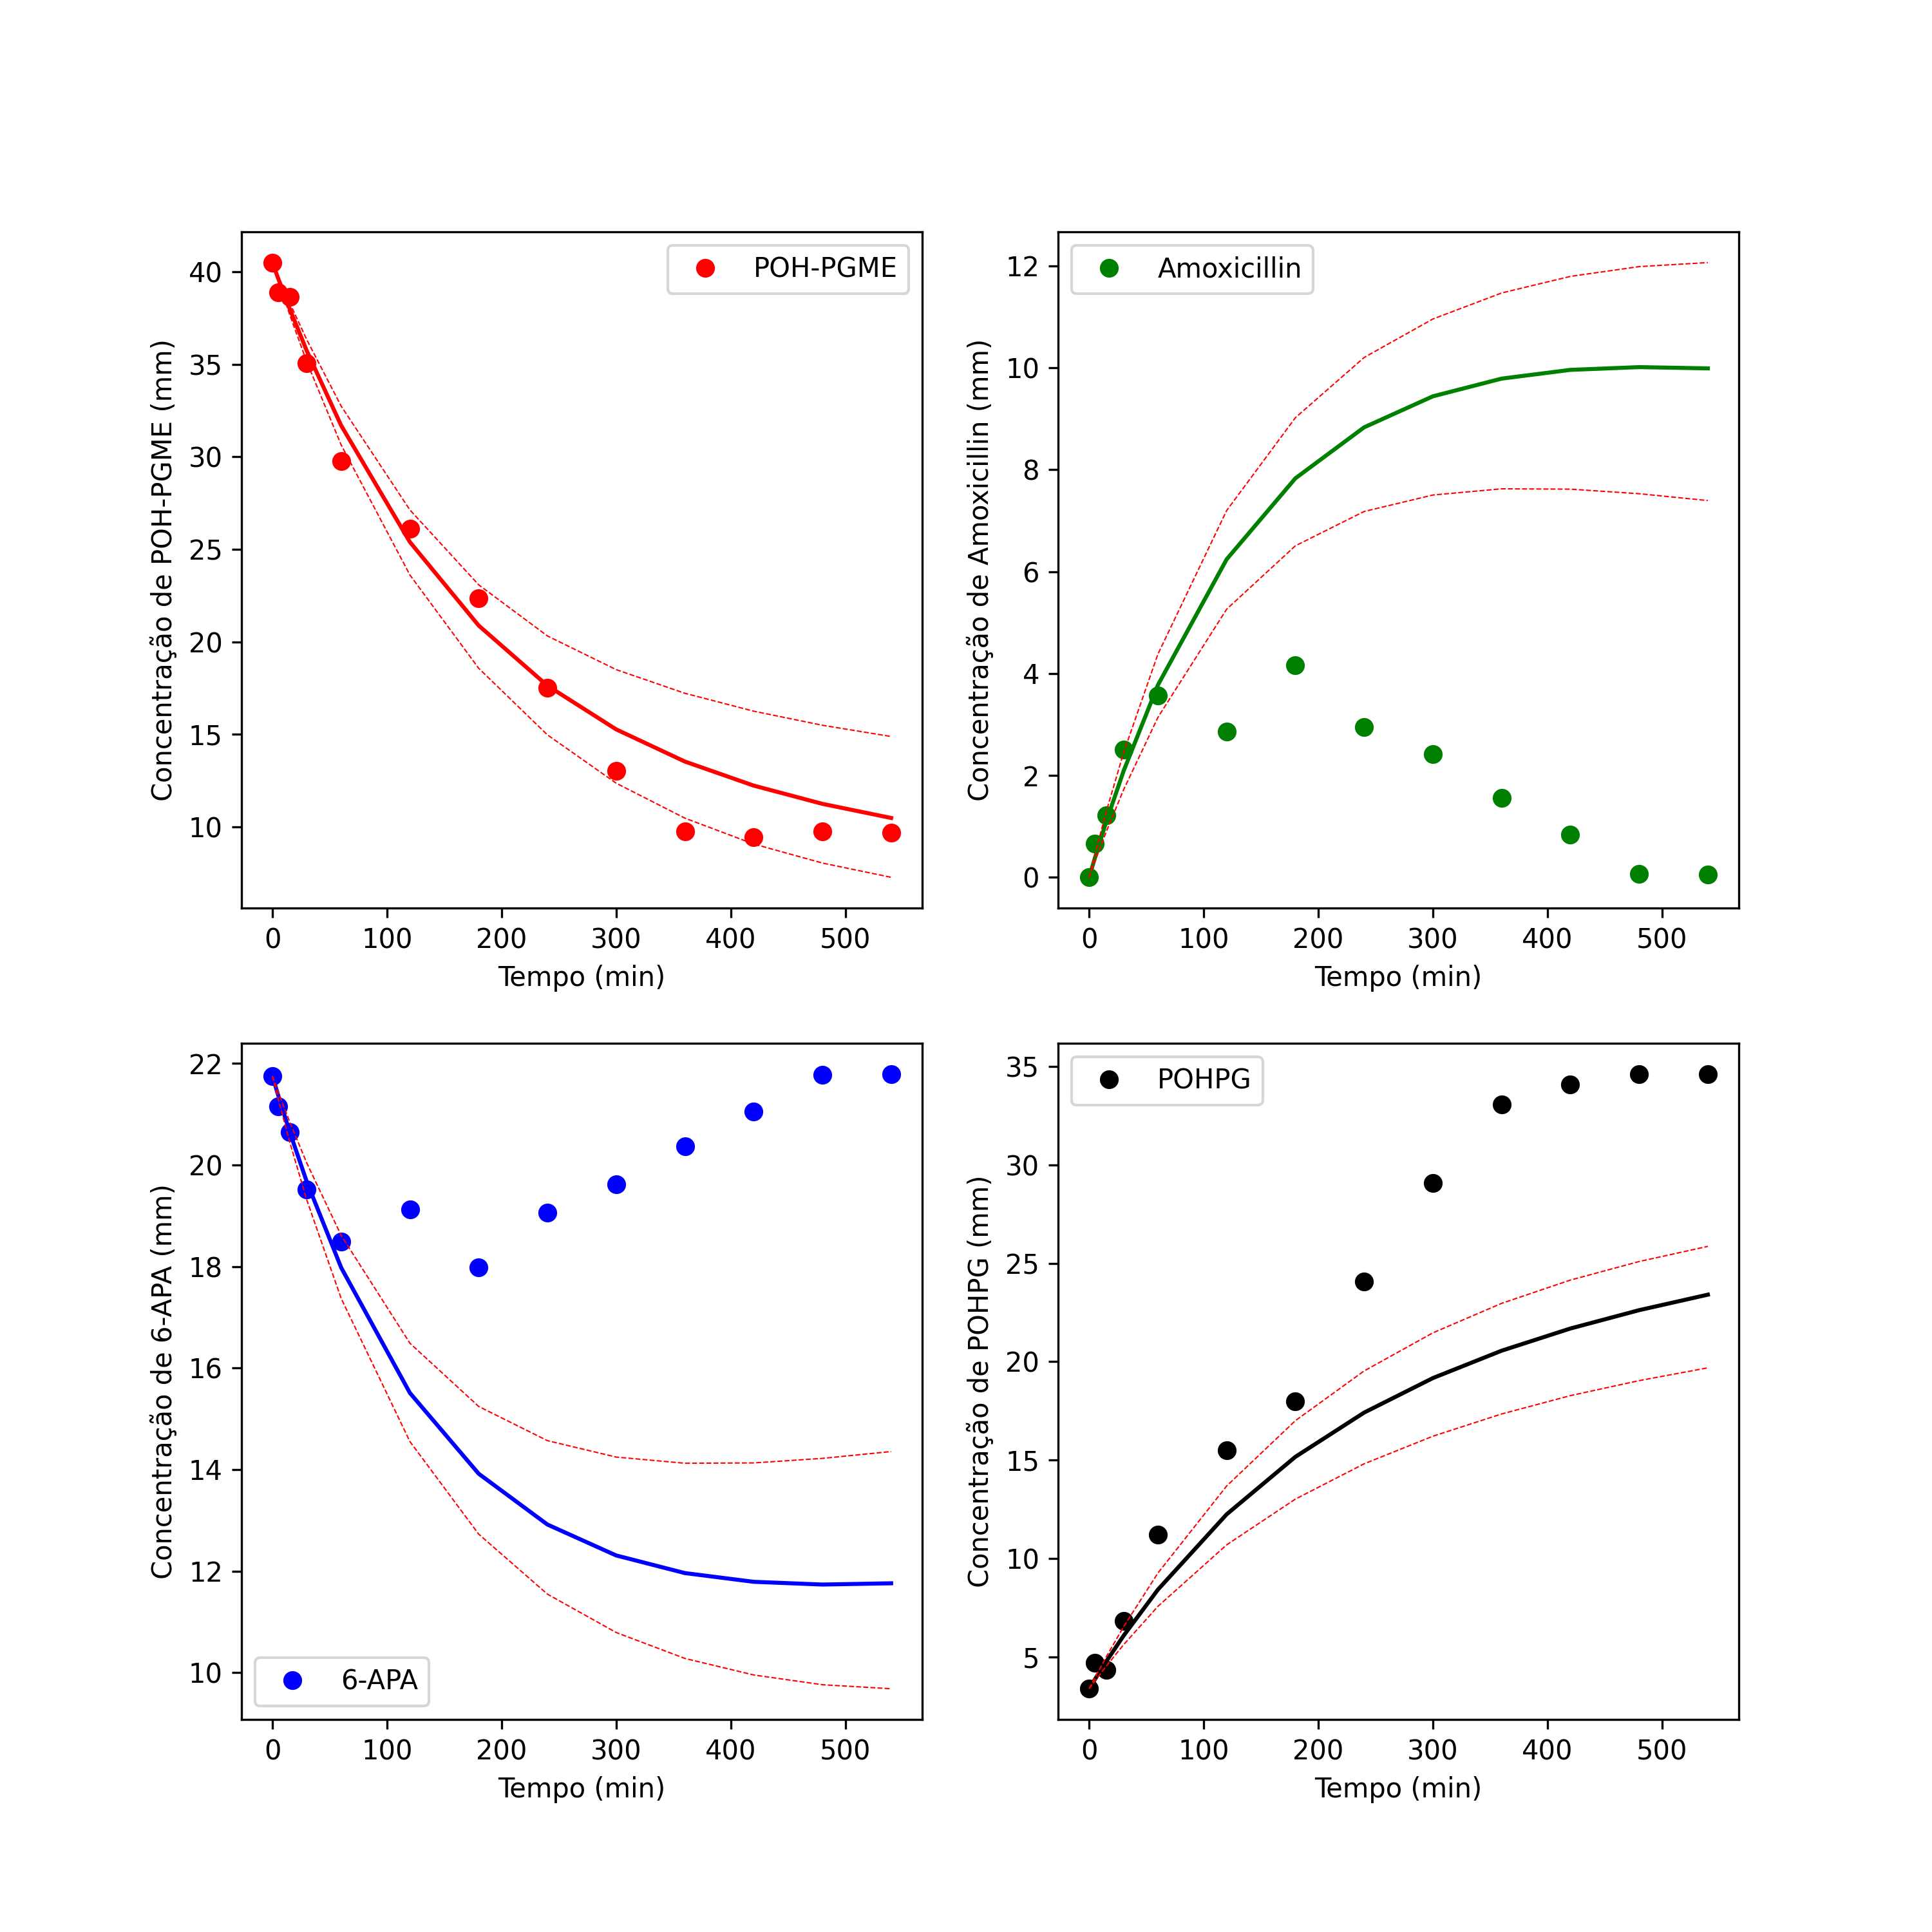 POH-PGME
Concentração de POH-PGME (mm)
40
35
30
25
20
15
10
0 100 200 300 400 500
Tempo (min)
Amoxicillin
Concentração de Amoxicillin (mm)
12
10
8
6
4
2
0
0 100 200 300 400 500
Tempo (min)
6-APA
Concentração de 6-APA (mm)
22
20
18
16
14
12
10
0 100 200 300 400 500
Tempo (min)
POHPG
Concentração de POHPG (mm)
35
30
25
20
15
10
5
0 100 200 300 400 500
Tempo (min)